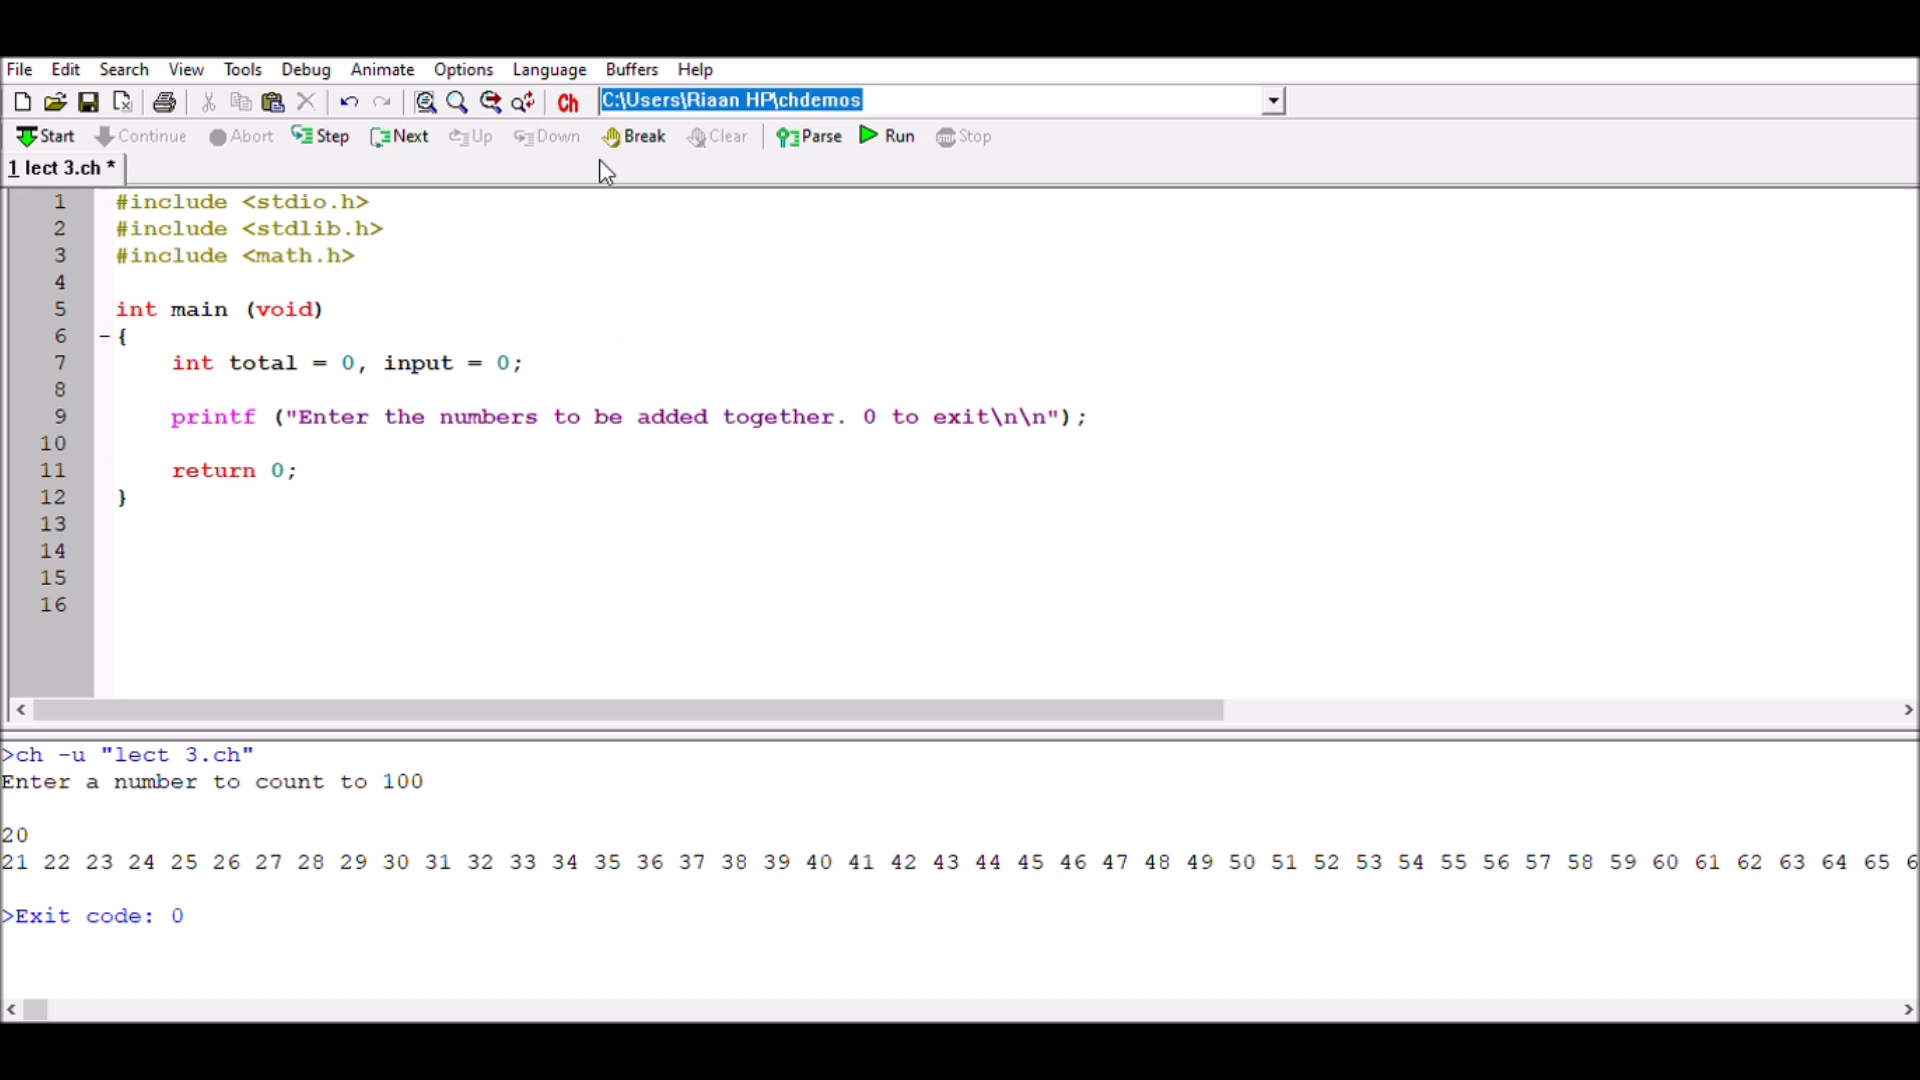 File Edit Search View Tools Debug Animate Options Language Buffers Help
Ch C:\Users\Riaan HP\chdemos
Start Continue Abort Step Next Up Down Break Clear Parse Run Stop
1 lect 3.ch *
1 #include <stdio.h>
2 #include <stdlib.h>
3 #include <math.h>
4
5 int main (void)
6 {
7 int total = 0, input = 0;
8
9 printf ("Enter the numbers to be added together. 0 to exit\n\n");
10
11 return 0;
12 }
13
14
15
16
>ch -u "lect 3.ch"
Enter a number to count to 100
20
21 22 23 24 25 26 27 28 29 30 31 32 33 34 35 36 37 38 39 40 41 42 43 44 45 46 47 48 49 50 51 52 53 54 55 56 57 58 59 60 61 62 63 64 65 6
>Exit code: 0